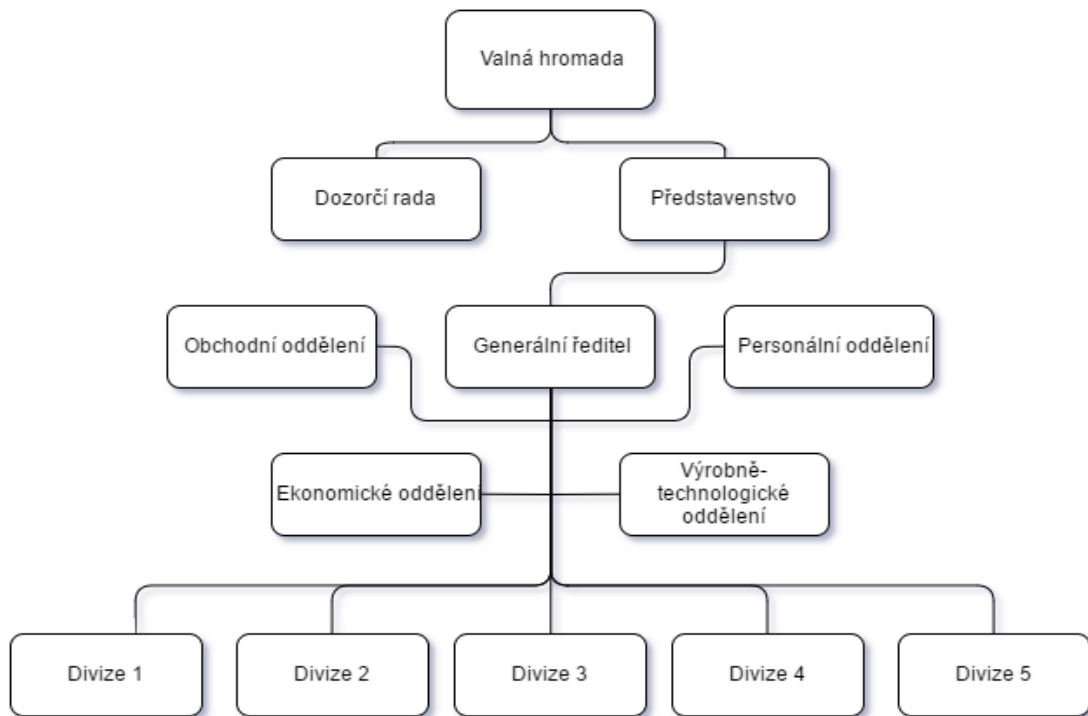 Valná hromada
Dozorčí rada
Představenstvo
Obchodní oddělení
Generální ředitel
Personální oddělení
Ekonomické oddělení
Výrobně-
technologické
oddělení
Divize 1
Divize 2
Divize 3
Divize 4
Divize 5